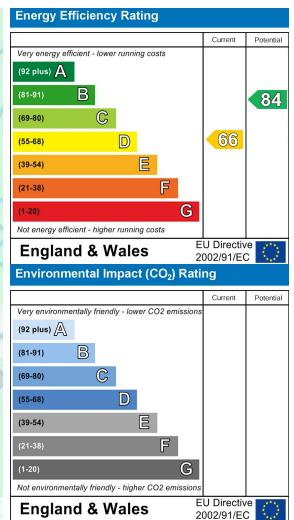 Energy Efficiency Rating
Current Potential
Very energy efficient - lower running costs
(92 plus) A
(81-91) B
84
(69-80) C
(55-68) D
66
(39-54) E
(21-38) F
(1-20) G
Not energy efficient - higher running costs
England & Wales
EU Directive
2002/91/EC
Environmental Impact (CO₂) Rating
Current Potential
Very environmentally friendly - lower CO2 emissions
(92 plus) A
(81-91) B
(69-80) C
(55-68) D
(39-54) E
(21-38) F
(1-20) G
Not environmentally friendly - higher CO2 emissions
England & Wales
EU Directive
2002/91/EC